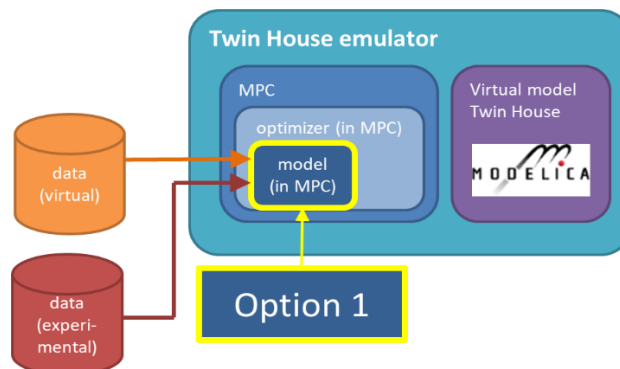 Twin House emulator
MPC
optimizer (in MPC)
model
(in MPC)
Virtual model
Twin House
MODELICA
data
(virtual)
data
(experi-
mental)
Option 1